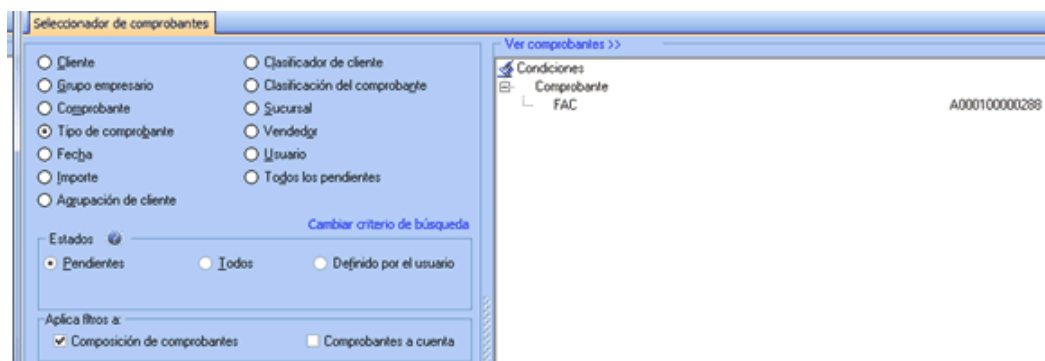 Seleccionador de comprobantes
Cliente
Grupo empresario
Comprobante
Tipo de comprobante
Fecha
Importe
Agrupación de cliente
Clasificador de cliente
Clasificación del comprobante
Sucursal
Vendedor
Usuario
Todos los pendientes
Cambiar criterio de búsqueda
Estados
Pendientes Todos Definido por el usuario
Aplica filtros a:
Composición de comprobantes Comprobantes a cuenta
Ver comprobantes >>
Condiciones
Comprobante
FAC A000100000288